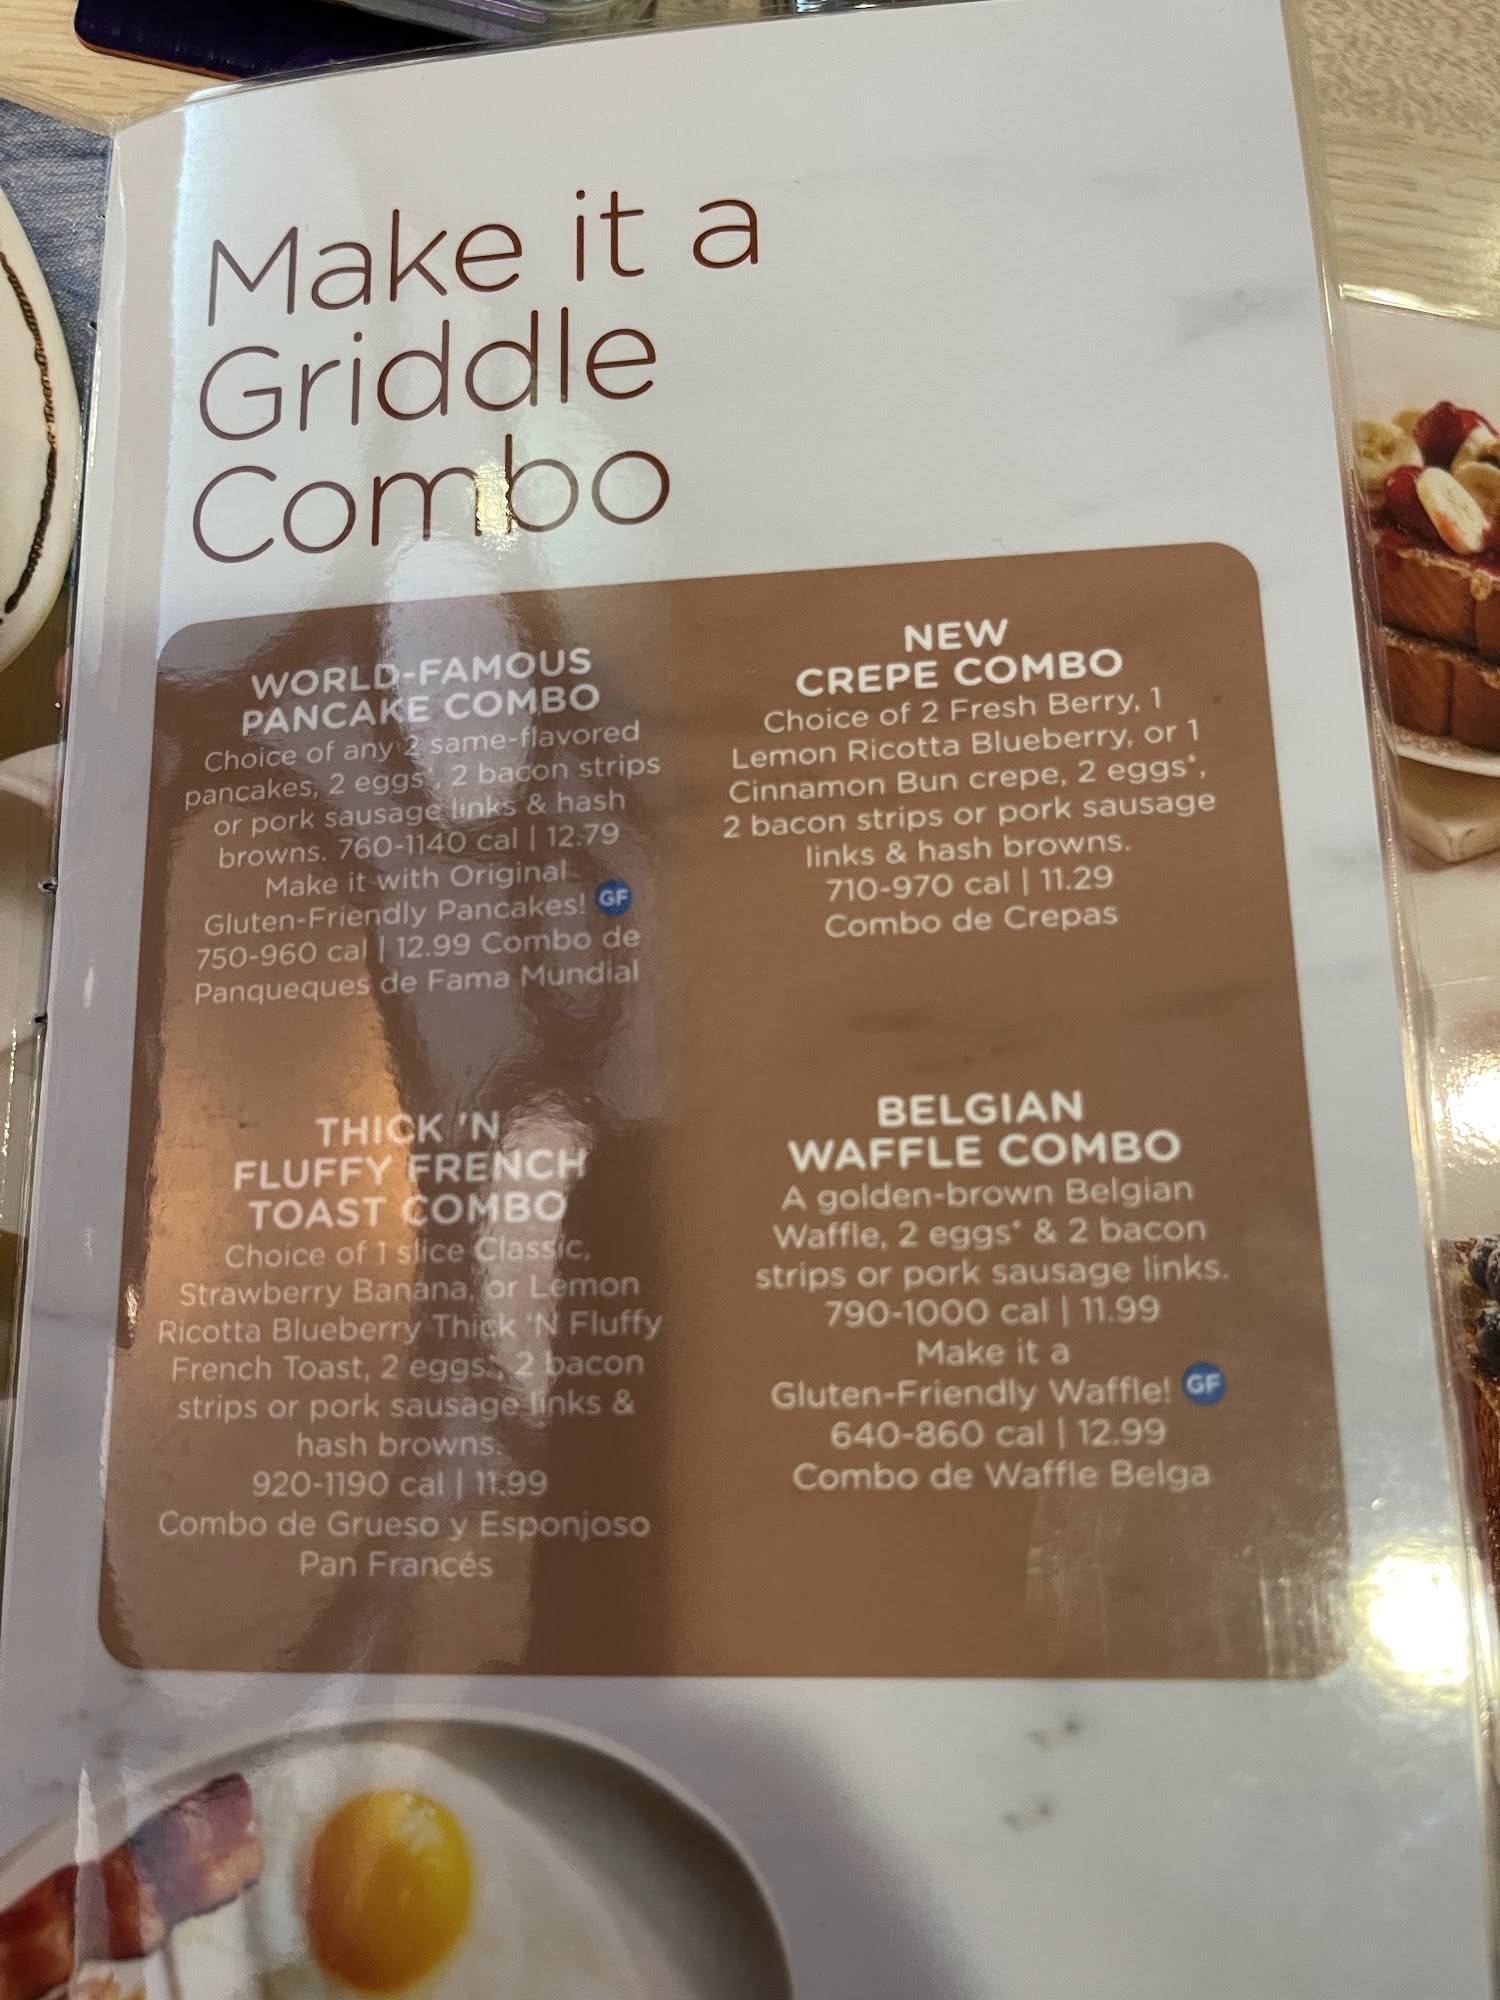 Make it a
Griddle
Combo
WORLD-FAMOUS
PANCAKE COMBO
Choice of any 2 same-flavored
pancakes, 2 eggs*, 2 bacon strips
or pork sausage links & hash
browns. 760-1140 cal | 12.79
Make it with Original
Gluten-Friendly Pancakes! GF
750-960 cal | 12.99 Combo de
Panqueques de Fama Mundial
NEW
CREPE COMBO
Choice of 2 Fresh Berry, 1
Lemon Ricotta Blueberry, or 1
Cinnamon Bun crepe, 2 eggs*,
2 bacon strips or pork sausage
links & hash browns.
710-970 cal | 11.29
Combo de Crepas
THICK 'N
FLUFFY FRENCH
TOAST COMBO
Choice of 1 slice Classic,
Strawberry Banana, or Lemon
Ricotta Blueberry Thick 'N Fluffy
French Toast, 2 eggs*, 2 bacon
strips or pork sausage links &
hash browns.
920-1190 cal | 11.99
Combo de Grueso y Esponjoso
Pan Francés
BELGIAN
WAFFLE COMBO
A golden-brown Belgian
Waffle, 2 eggs* & 2 bacon
strips or pork sausage links.
790-1000 cal | 11.99
Make it a
Gluten-Friendly Waffle! GF
640-860 cal | 12.99
Combo de Waffle Belga